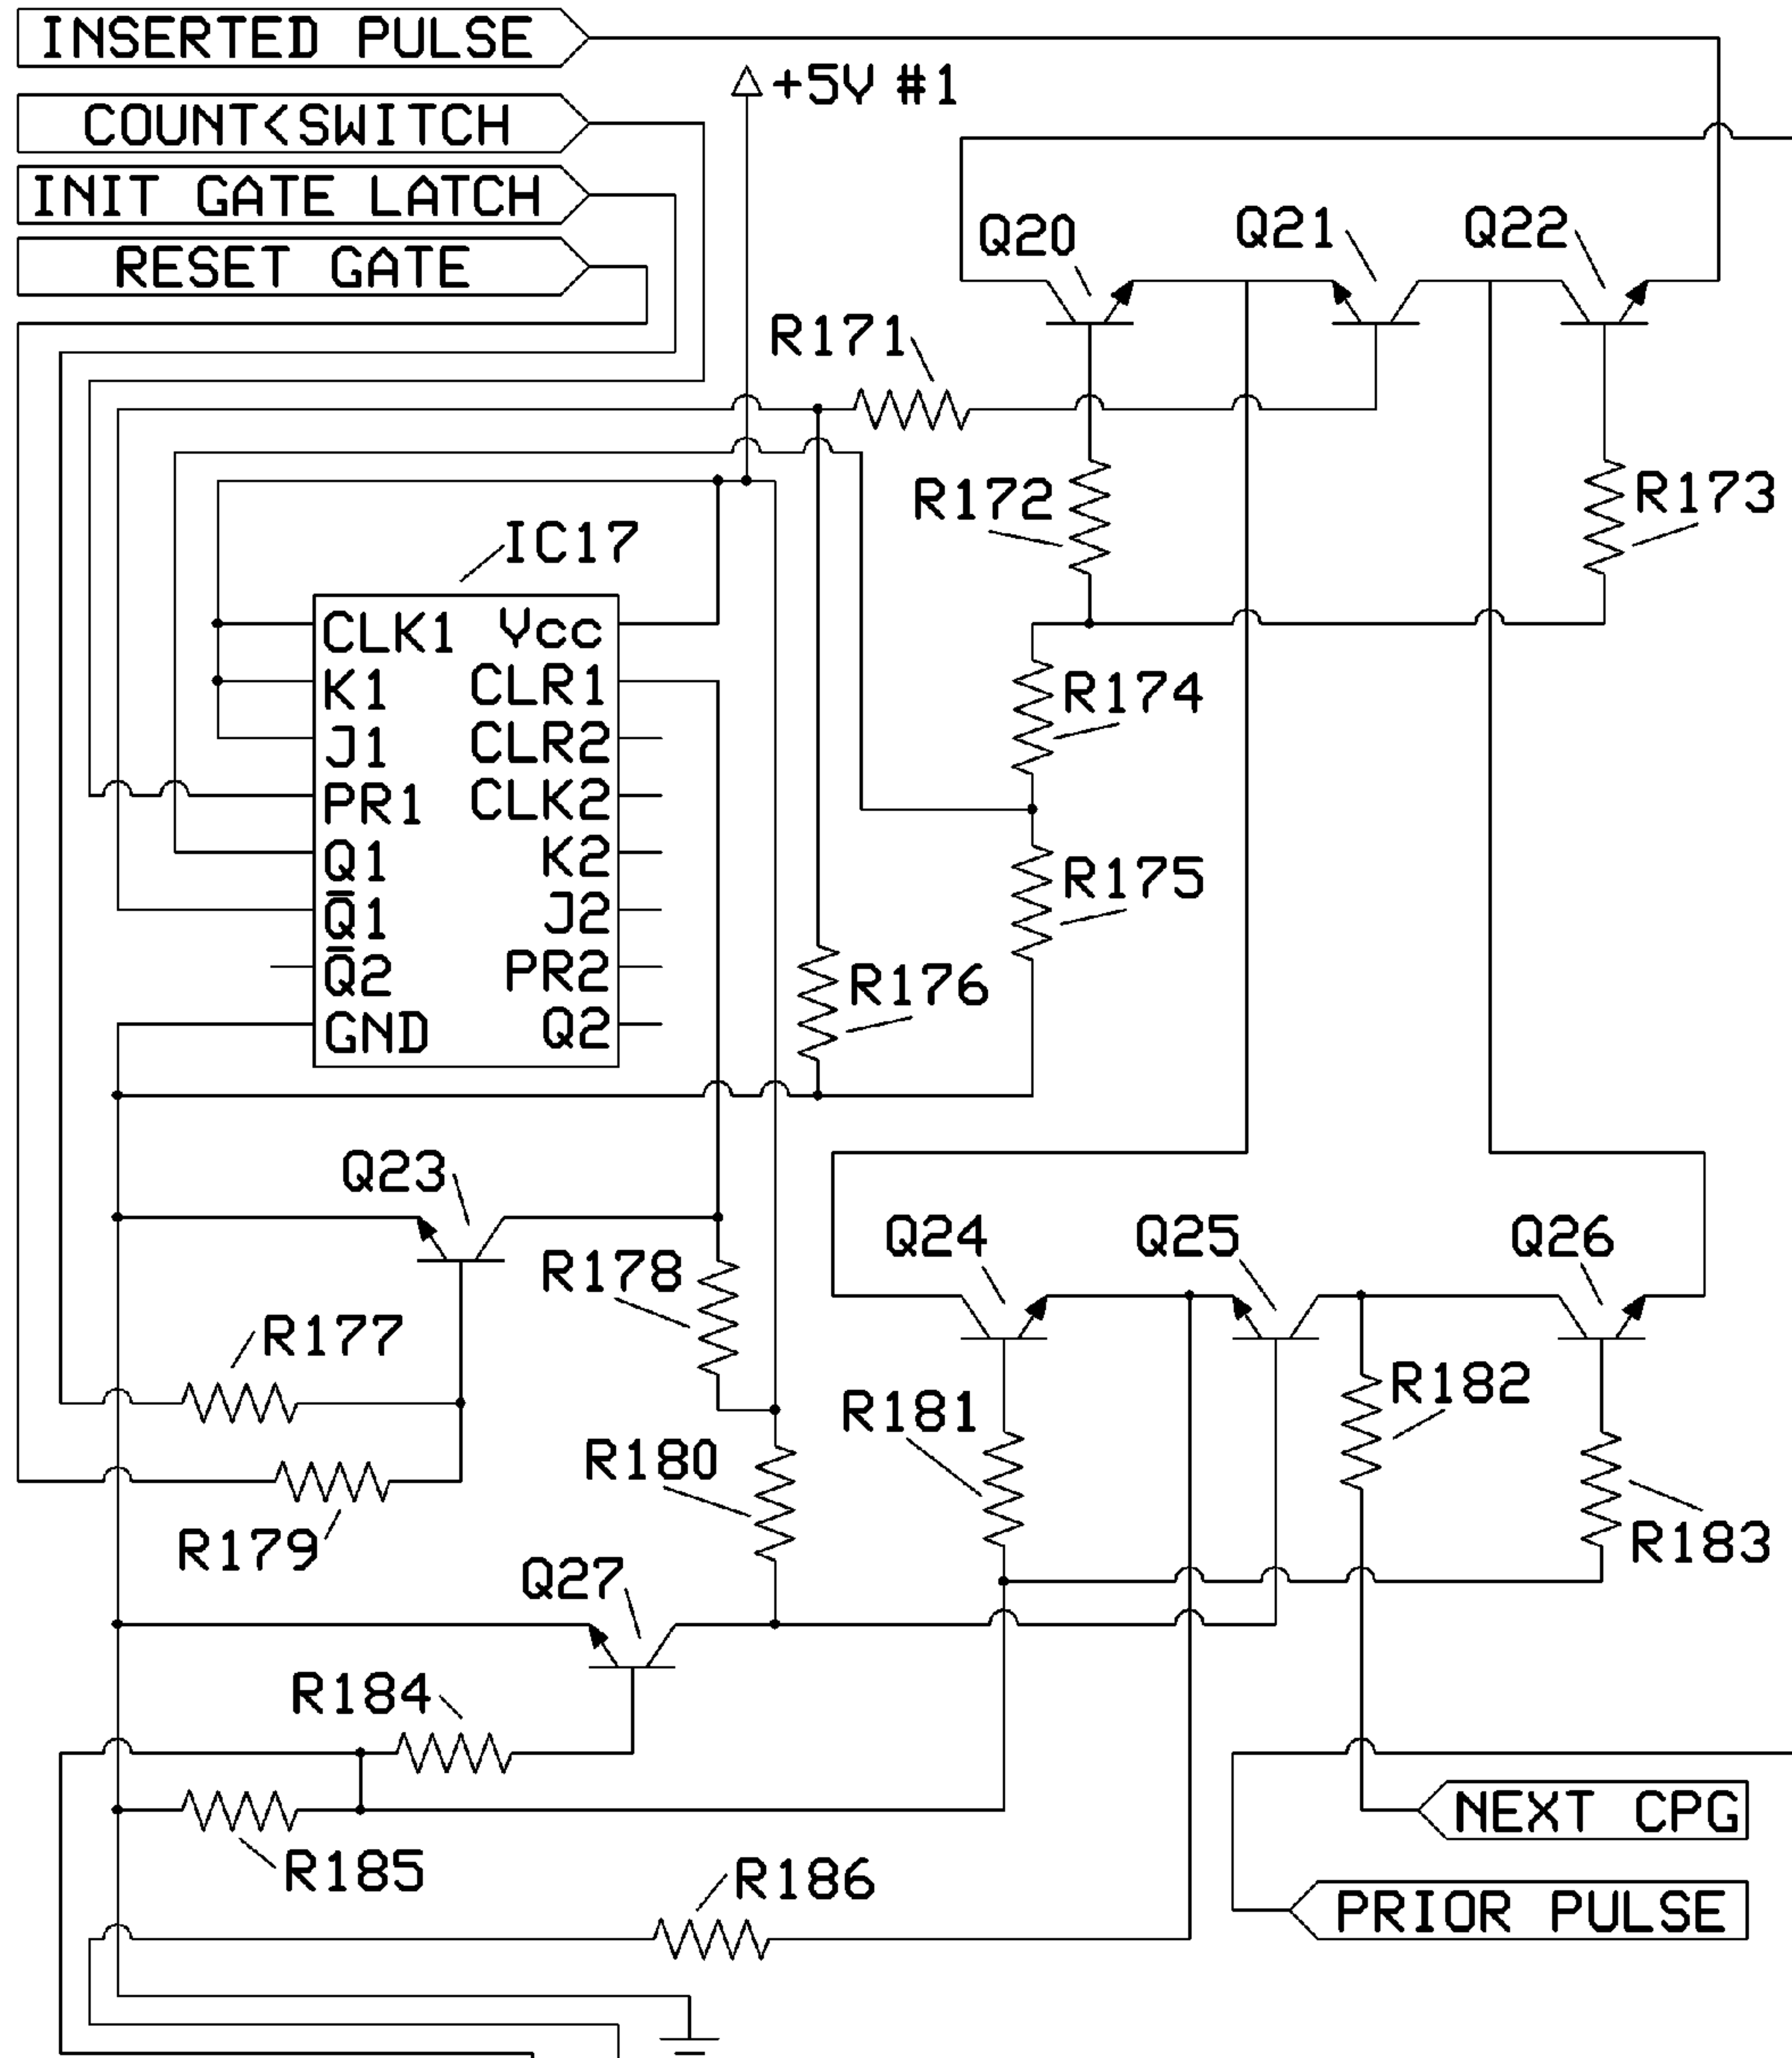 INSERTED PULSE
+5V #1
COUNT<SWITCH
INIT GATE LATCH
RESET GATE
Q20
Q21
Q22
R171
R172
R173
IC17
CLK1 Vcc
K1 CLR1
J1 CLR2
PR1 CLK2
Q1 K2
Q̅1 J2
Q̅2 PR2
GND Q2
R174
R175
R176
Q23
Q24
Q25
Q26
R178
R177
R182
R181
R180
R179
R183
Q27
R184
NEXT CPG
R185
R186
PRIOR PULSE